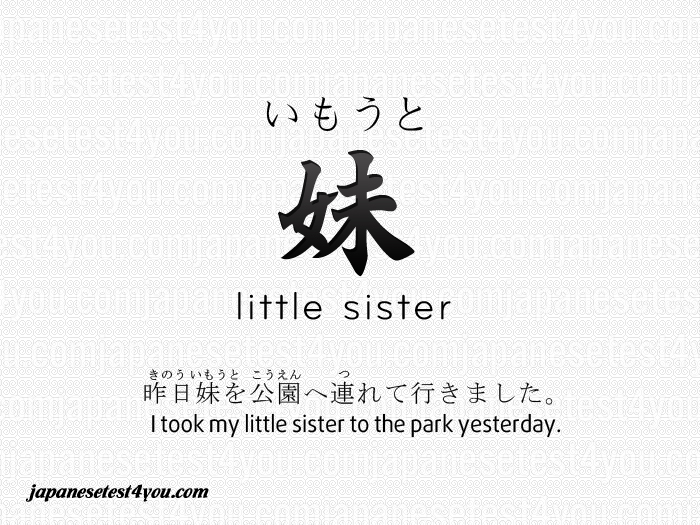 いもうと
妹
little sister
きのう いもうと こうえん つ
昨日妹を公園へ連れて行きました。
I took my little sister to the park yesterday.
japanesetest4you.com